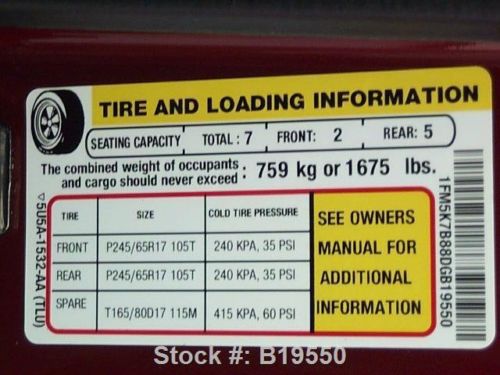 TIRE AND LOADING INFORMATION
SEATING CAPACITY TOTAL : 7 FRONT: 2 REAR: 5
The combined weight of occupants
and cargo should never exceed : 759 kg or 1675 lbs.
TIRE SIZE COLD TIRE PRESSURE
FRONT P245/65R17 105T 240 KPA, 35 PSI
REAR P245/65R17 105T 240 KPA, 35 PSI
SPARE T165/80D17 115M 415 KPA, 60 PSI
SEE OWNERS
MANUAL FOR
ADDITIONAL
INFORMATION
▽5U5A-1532-AA (TLU)
1FM5K7B88DGB19550
Stock #: B19550